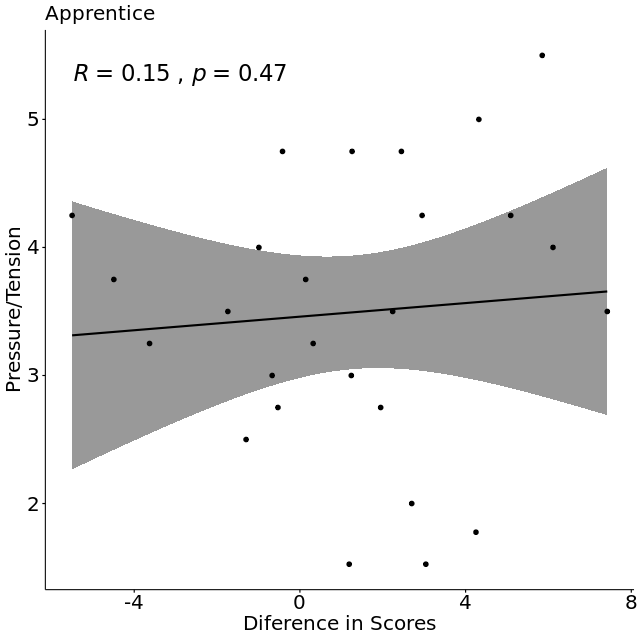 Apprentice
R = 0.15 , p = 0.47
5
4
3
2
Pressure/Tension
-4 0 4 8
Diference in Scores